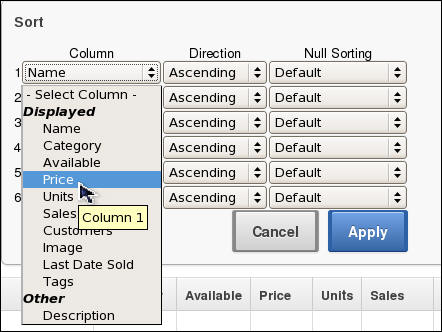 Sort
Column Direction Null Sorting
1 Name Ascending Default
- Select Column -
2 Ascending Default
Displayed
Name
3 Ascending Default
Category
4 Ascending Default
Available
5 Price Ascending Default
6 Units Ascending Default
Sales Column 1
Customers Cancel Apply
Image
Last Date Sold
Tags
Available Price Units Sales
Other
Description